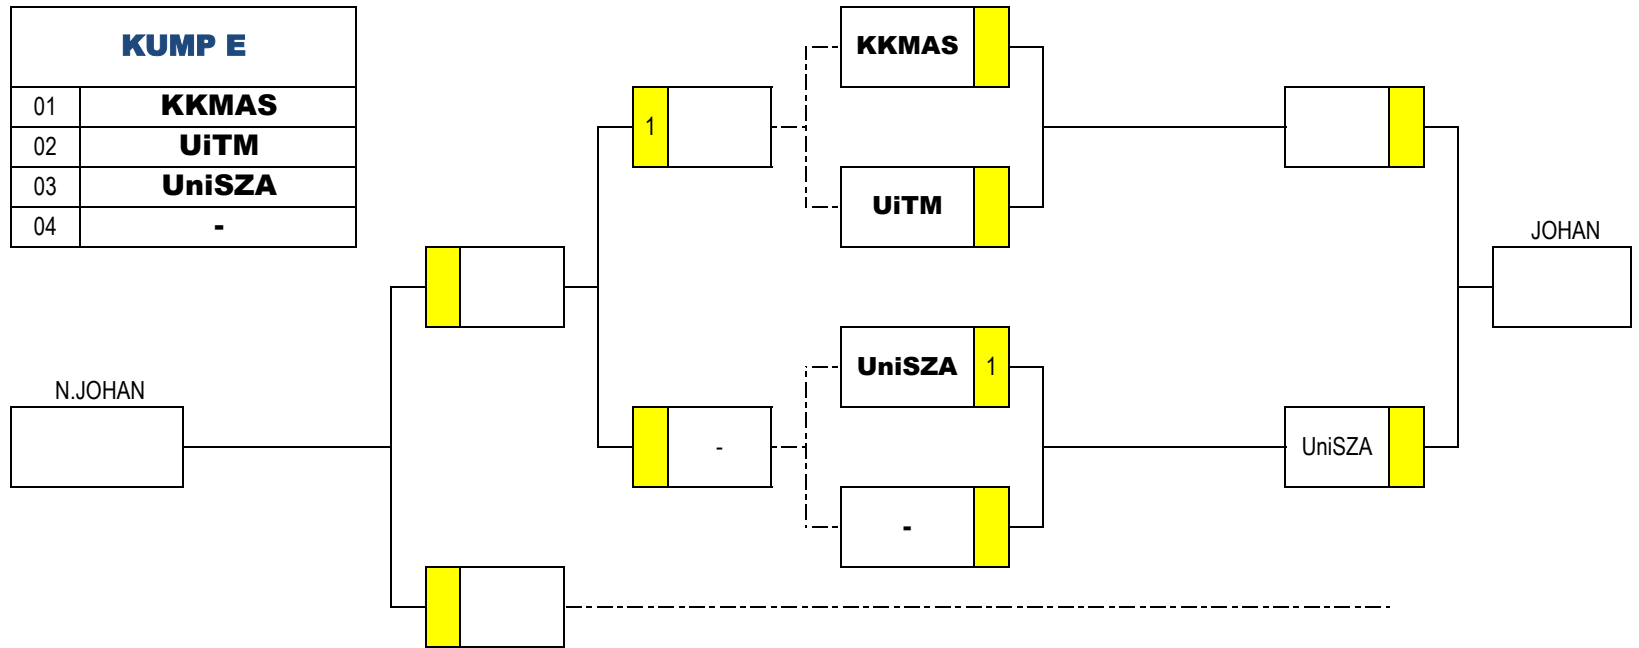 KUMP E
01 KKMAS
02 UiTM
03 UniSZA
04 -
KKMAS
1
UiTM
JOHAN
UniSZA 1
N.JOHAN
-
UniSZA
-